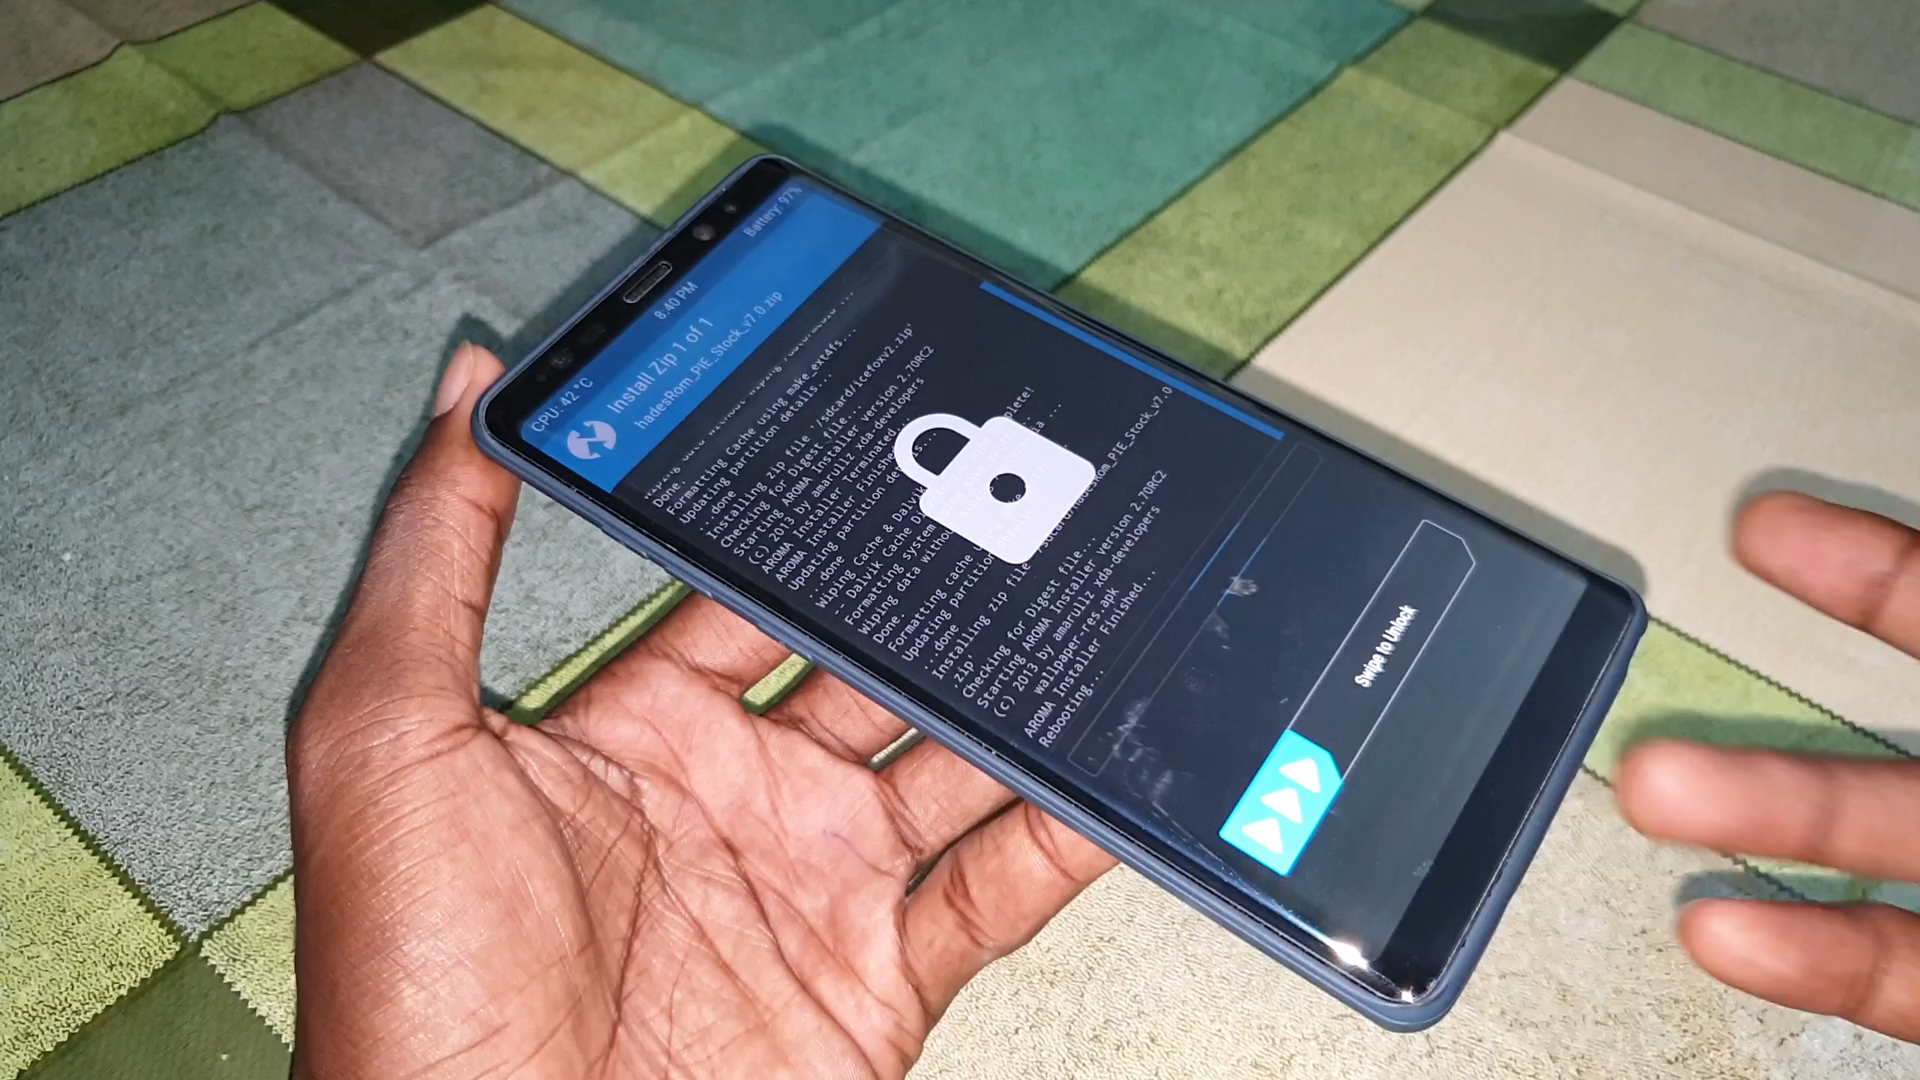 CPU: 42°C
8:40 PM
Battery: 97%
Install Zip 1 of 1
hadesRom_PIE_Stock_v7.0.zip
Done.
Formatting Cache using make_ext4fs...
Updating partition details...
...done
Installing zip file '/sdcard/icefoxv2.zip'
Checking for Digest file...
Starting AROMA Installer version 2.70RC2
(c) 2013 by amarullz xda-developers
AROMA Installer Terminated...
AROMA Installer Finished...
Updating partition
...done
Wiping Cache & Dalvik
-- Dalvik Cache
Formatting system
Wiping data
Done.
Formatting cache
Updating partition
...done
Installing zip file
_PIE_Stock_v7.0
.zip'
Checking for Digest file...
Starting AROMA Installer version 2.70RC2
(c) 2013 by amarullz xda-developers
wallpaper-res.apk
AROMA Installer Finished...
Rebooting...
Swipe to Unlock